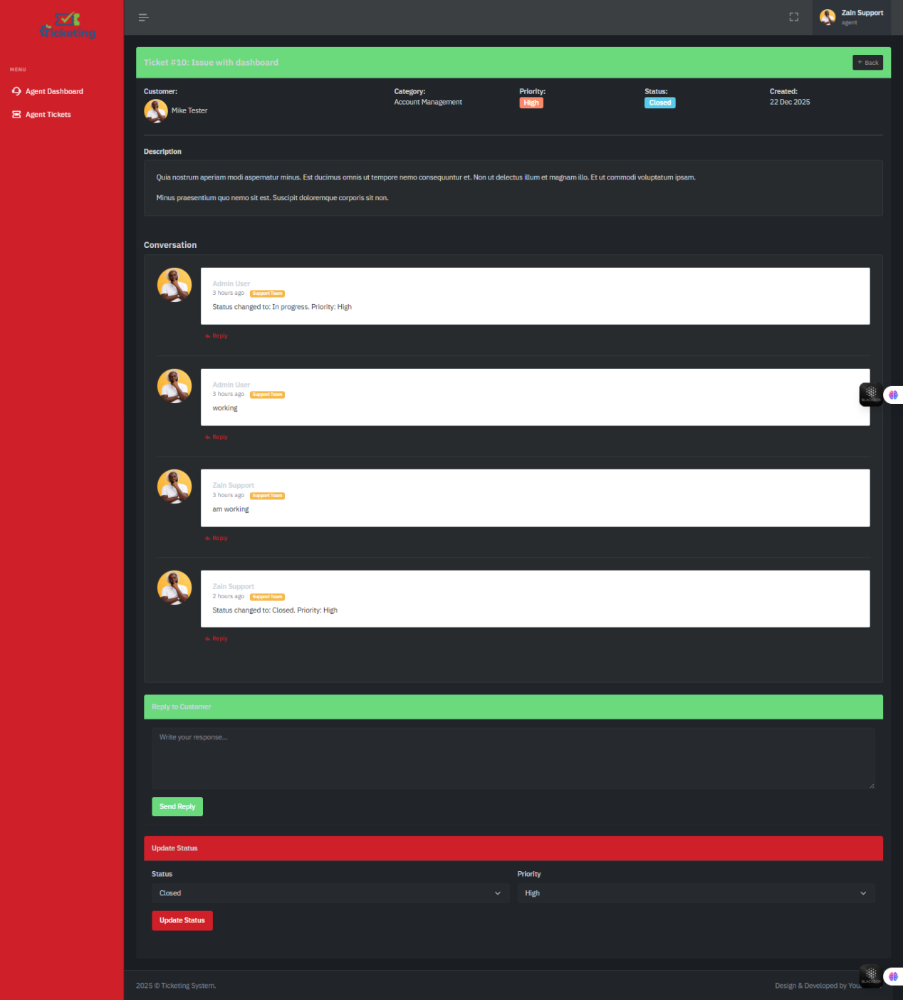 Ticketing
Zain Support
agent
MENU
Agent Dashboard
Agent Tickets
Ticket #10: Issue with dashboard
Back
Customer:
Mike Tester
Category:
Account Management
Priority:
High
Status:
Closed
Created:
22 Dec 2025
Description
Quia nostrum aperiam modi aspernatur minus. Est ducimus omnis ut tempore nemo consequuntur et. Non ut delectus illum et magnam illo. Et ut commodi voluptatum ipsam.
Minus praesentium quo nemo sit est. Suscipit doloremque corporis sit non.
Conversation
Admin User
3 hours ago Support Team
Status changed to: In progress. Priority: High
Reply
Admin User
3 hours ago Support Team
working
Reply
BLACKBOX
Zain Support
3 hours ago Support Team
am working
Reply
Zain Support
2 hours ago Support Team
Status changed to: Closed. Priority: High
Reply
Reply to Customer
Write your response...
Send Reply
Update Status
Status
Closed
Priority
High
Update Status
2025 © Ticketing System.
Design & Developed by You
BLACKBOX